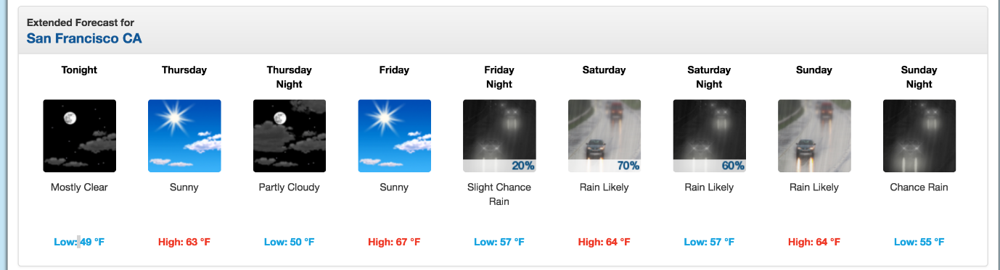 Extended Forecast for
San Francisco CA
Tonight
Thursday
Thursday
Night
Friday
Friday
Night
Saturday
Saturday
Night
Sunday
Sunday
Night
20%
70%
60%
Mostly Clear
Sunny
Partly Cloudy
Sunny
Slight Chance
Rain
Rain Likely
Rain Likely
Rain Likely
Chance Rain
Low: 49 °F
High: 63 °F
Low: 50 °F
High: 67 °F
Low: 57 °F
High: 64 °F
Low: 57 °F
High: 64 °F
Low: 55 °F